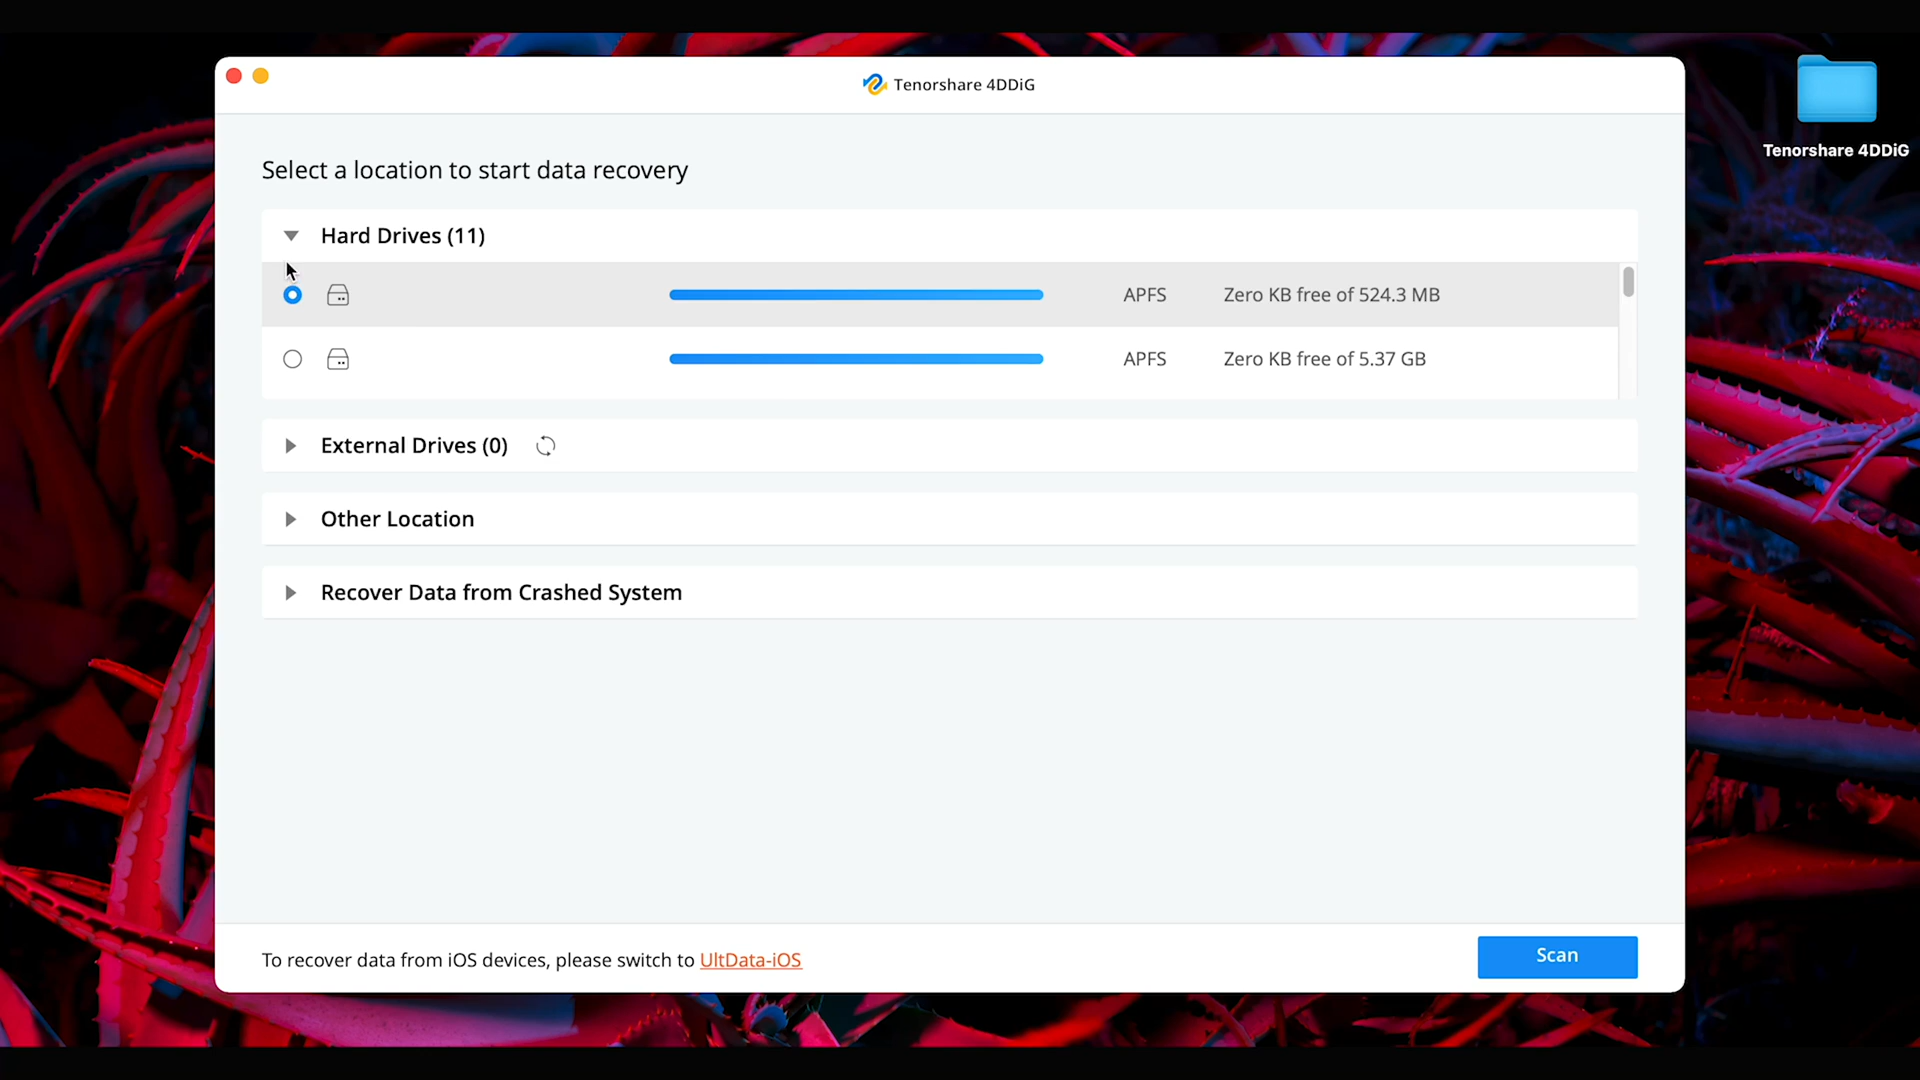 Tenorshare 4DDiG
Tenorshare 4DDiG
Select a location to start data recovery
Hard Drives (11)
APFS Zero KB free of 524.3 MB
APFS Zero KB free of 5.37 GB
External Drives (0)
Other Location
Recover Data from Crashed System
To recover data from iOS devices, please switch to UltData-iOS
Scan